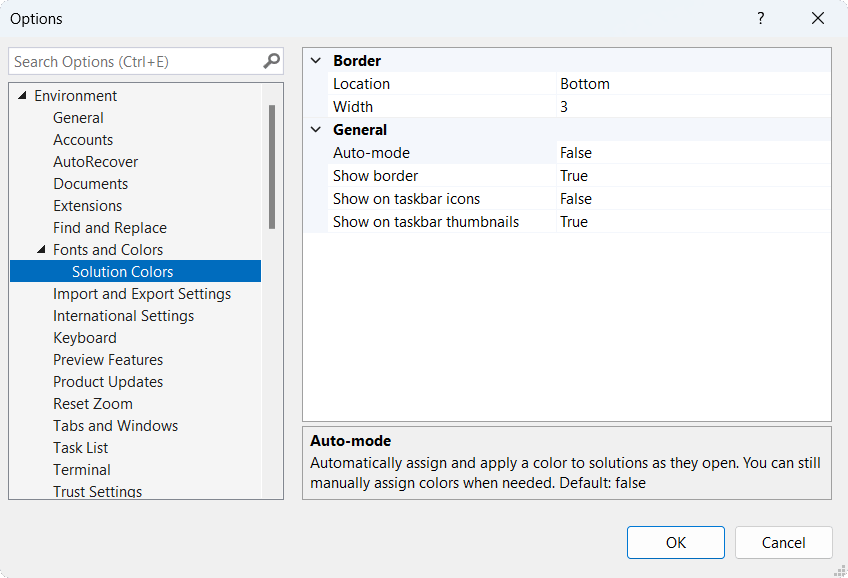 Options
?
Search Options (Ctrl+E)
Environment
General
Accounts
AutoRecover
Documents
Extensions
Find and Replace
Fonts and Colors
Solution Colors
Import and Export Settings
International Settings
Keyboard
Preview Features
Product Updates
Reset Zoom
Tabs and Windows
Task List
Terminal
Trust Settings
Border
Location Bottom
Width 3
General
Auto-mode False
Show border True
Show on taskbar icons False
Show on taskbar thumbnails True
Auto-mode
Automatically assign and apply a color to solutions as they open. You can still
manually assign colors when needed. Default: false
OK Cancel